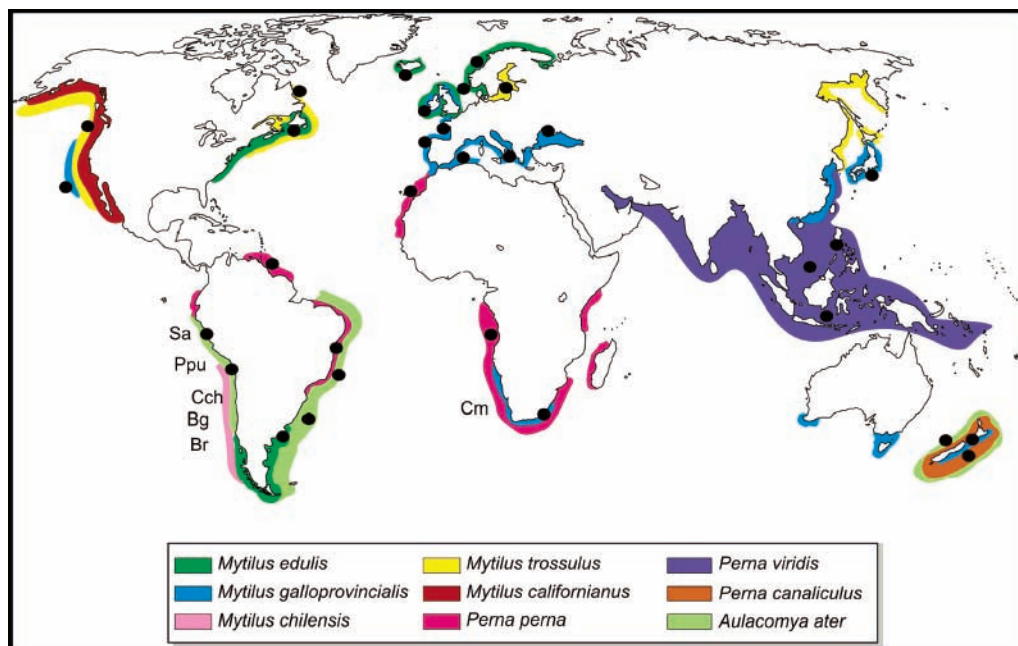 Sa
Ppu
Cch
Bg
Br
Cm
Mytilus edulis
Mytilus trossulus
Perna viridis
Mytilus galloprovincialis
Mytilus californianus
Perna canaliculus
Mytilus chilensis
Perna perna
Aulacomya ater